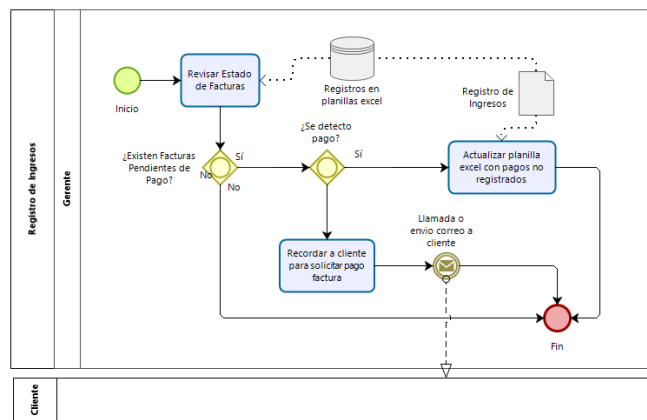 Registro de Ingresos
Gerente
Inicio
Revisar Estado
de Facturas
Registros en
planillas excel
Registro de
Ingresos
¿Existen Facturas
Pendientes de
Pago?
Sí
No
No
¿Se detecto
pago?
Sí
Actualizar planilla
excel con pagos no
registrados
Recordar a cliente
para solicitar pago
factura
Llamada o
envio correo a
cliente
Fin
Cliente